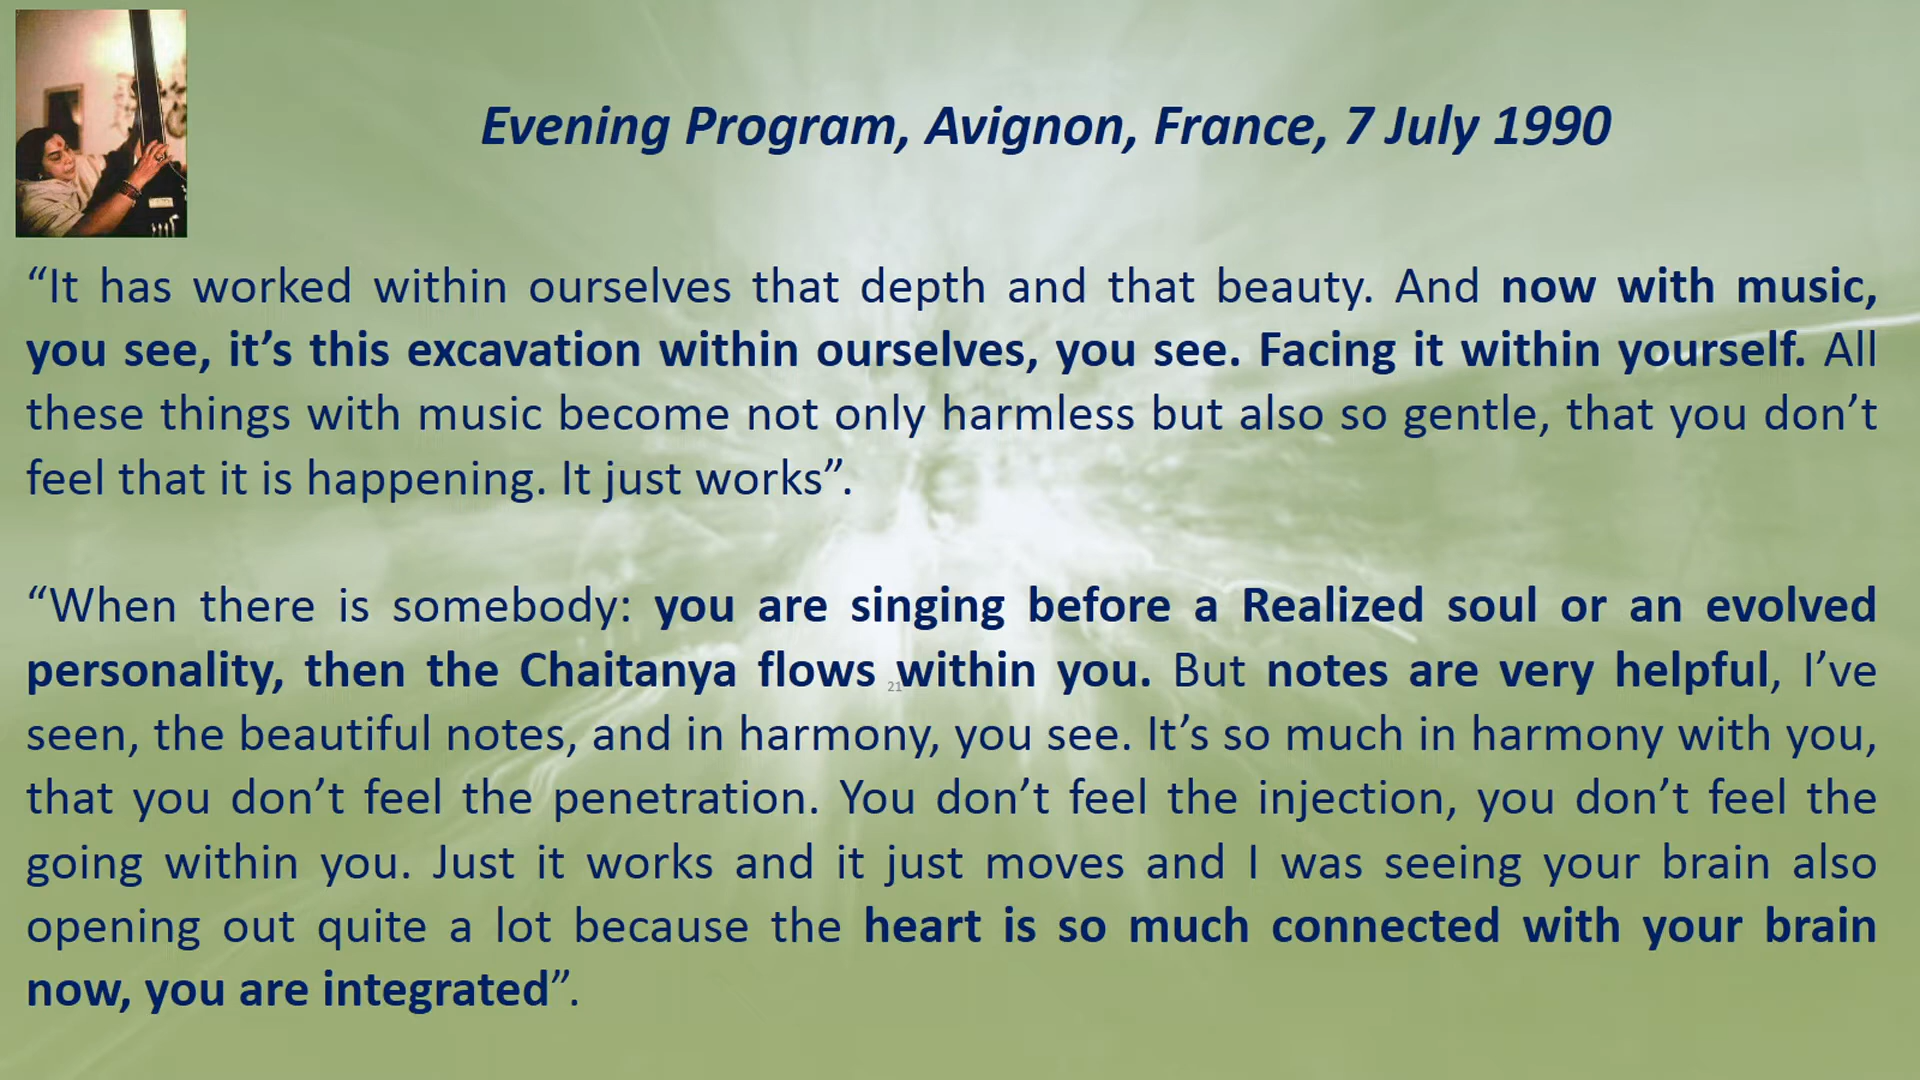 Evening Program, Avignon, France, 7 July 1990
“It has worked within ourselves that depth and that beauty. And now with music,
you see, it’s this excavation within ourselves, you see. Facing it within yourself. All
these things with music become not only harmless but also so gentle, that you don’t
feel that it is happening. It just works”.
“When there is somebody: you are singing before a Realized soul or an evolved
personality, then the Chaitanya flows within you. But notes are very helpful, I’ve
seen, the beautiful notes, and in harmony, you see. It’s so much in harmony with you,
that you don’t feel the penetration. You don’t feel the injection, you don’t feel the
going within you. Just it works and it just moves and I was seeing your brain also
opening out quite a lot because the heart is so much connected with your brain
now, you are integrated”.
21